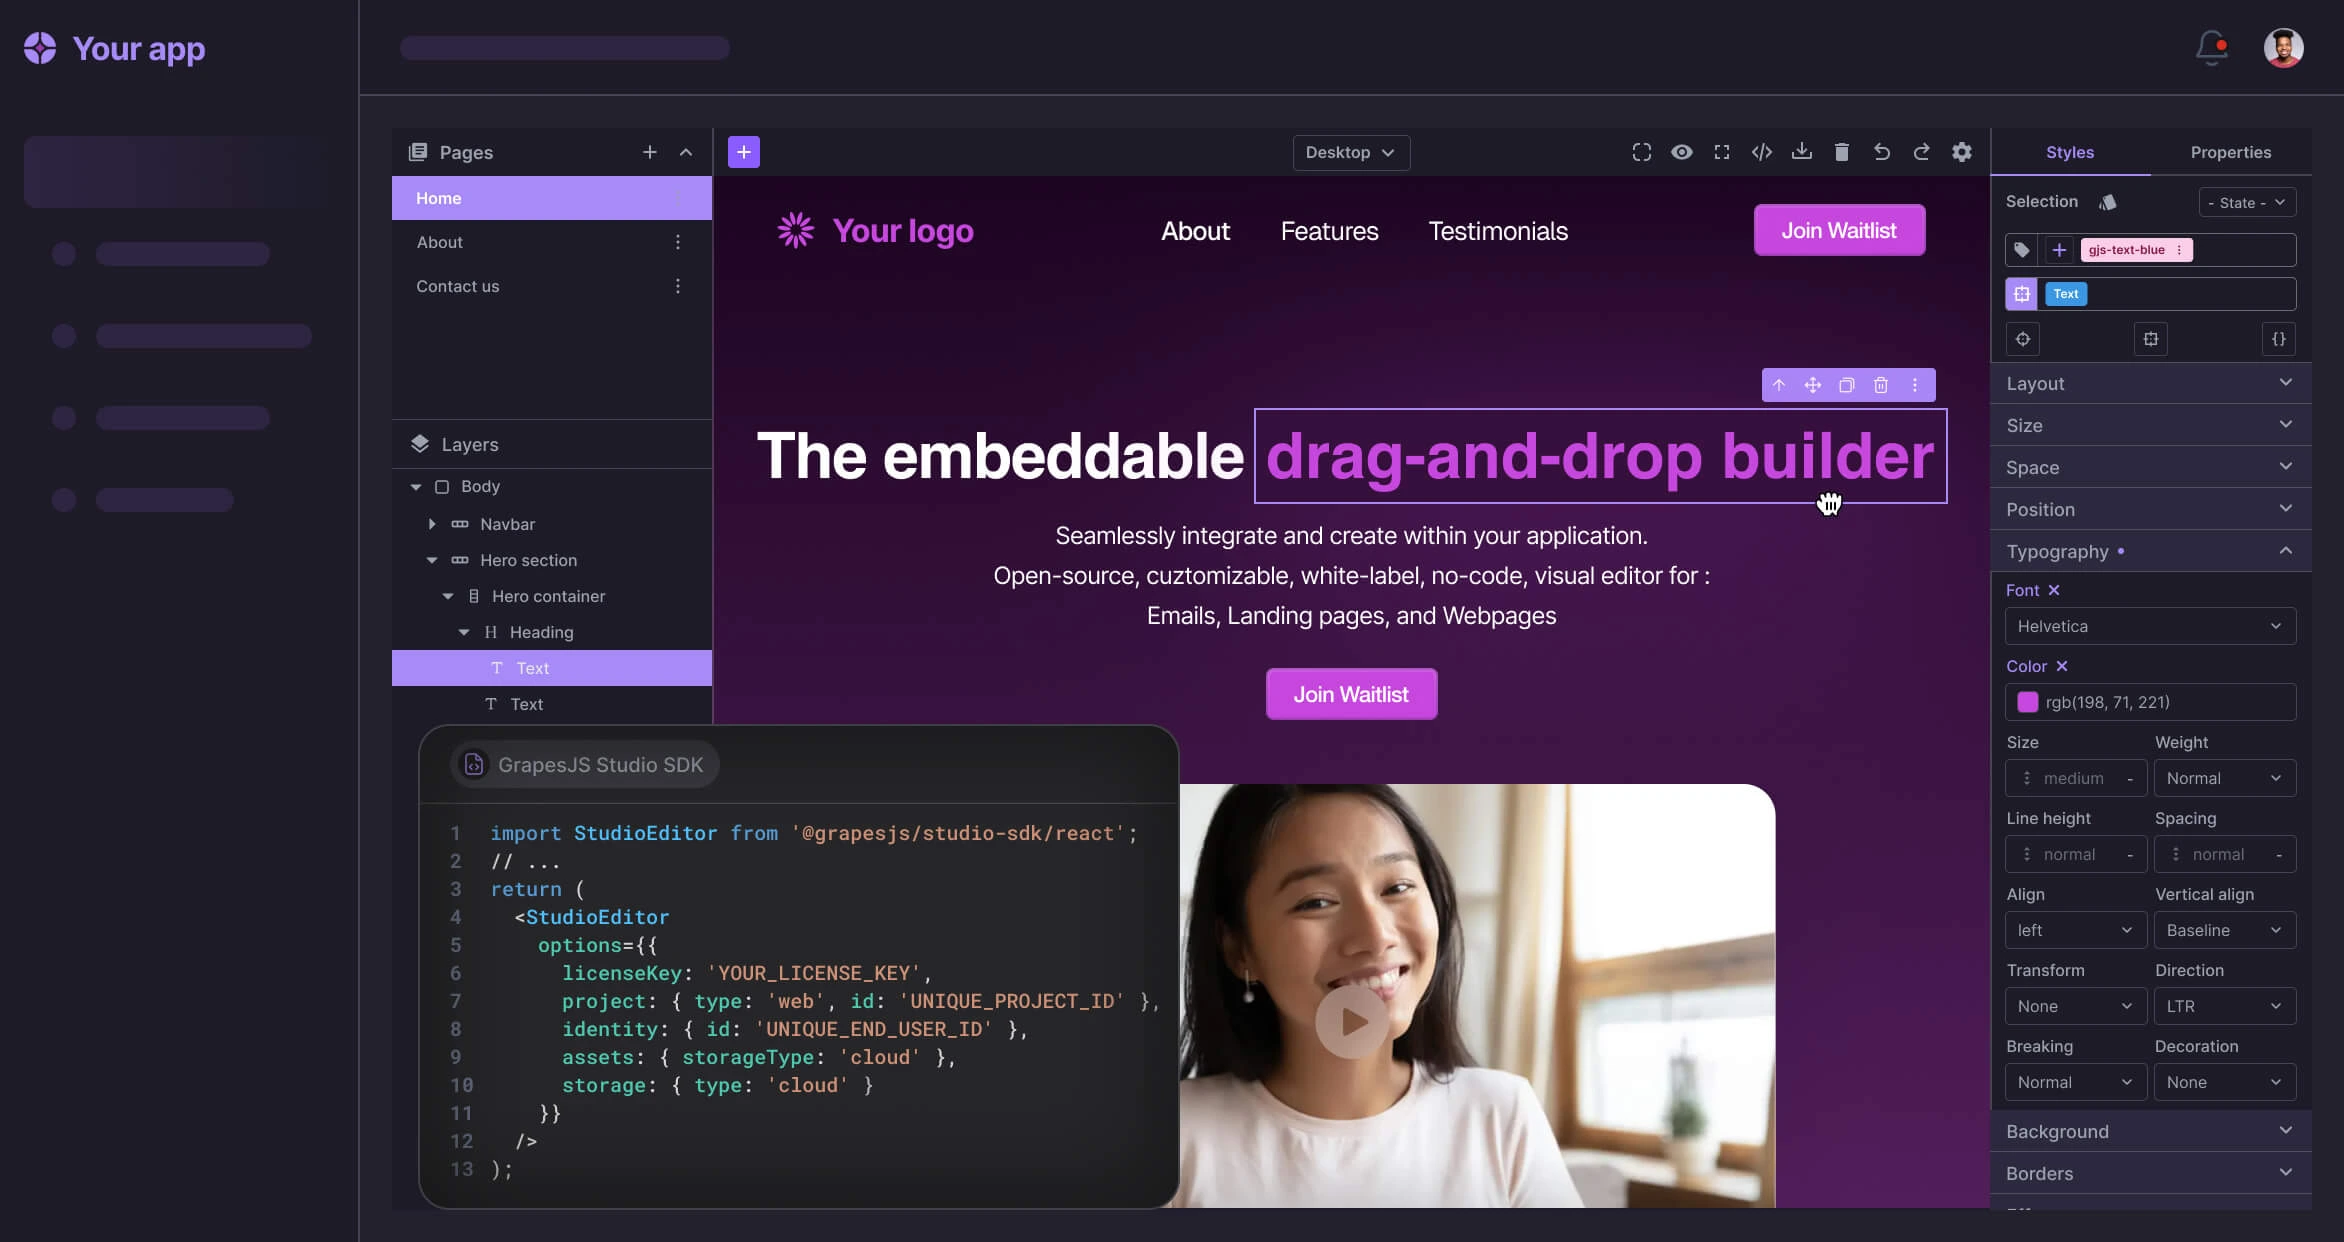 Your app
Pages
Home
About
Contact us
Layers
Body
Navbar
Hero section
Hero container
H Heading
T Text
T Text
Desktop
Your logo
About
Features
Testimonials
Join Waitlist
The embeddable drag-and-drop builder
Seamlessly integrate and create within your application.
Open-source, cuztomizable, white-label, no-code, visual editor for :
Emails, Landing pages, and Webpages
Join Waitlist
GrapesJS Studio SDK
1 import StudioEditor from '@grapesjs/studio-sdk/react';
2 // ...
3 return (
4 <StudioEditor
5 options={{
6 licenseKey: 'YOUR_LICENSE_KEY',
7 project: { type: 'web', id: 'UNIQUE_PROJECT_ID' },
8 identity: { id: 'UNIQUE_END_USER_ID' },
9 assets: { storageType: 'cloud' },
10 storage: { type: 'cloud' }
11 }}
12 />
13 );
Styles
Properties
Selection
- State -
gjs-text-blue
Text
{}
Layout
Size
Space
Position
Typography
Font
Helvetica
Color
rgb(198, 71, 221)
Size
Weight
medium -
Normal
Line height
Spacing
normal -
normal -
Align
Vertical align
left
Baseline
Transform
Direction
None
LTR
Breaking
Decoration
Normal
None
Background
Borders